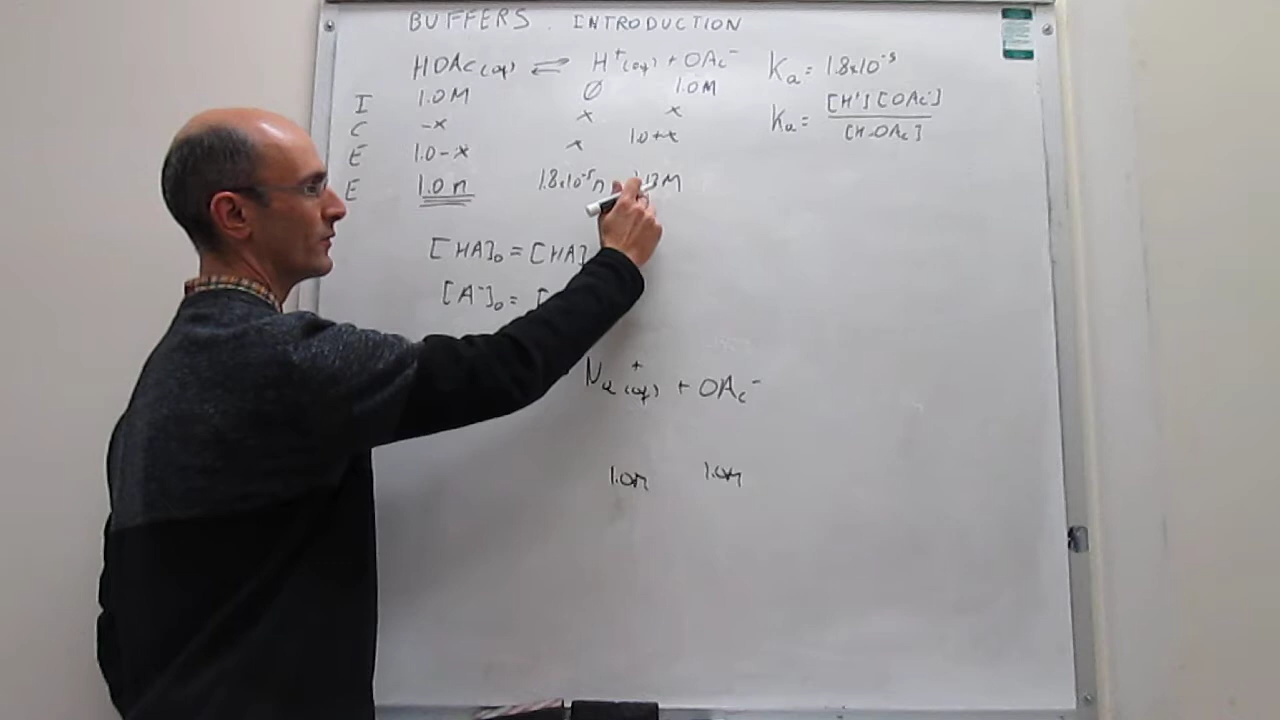 BUFFERS. INTRODUCTION
HOAc(aq) ⇌ H⁺(aq) + OAc⁻ Ka = 1.8x10⁻⁵
I 1.0M Ø 1.0M Ka = [H⁺][OAc⁻] / [HOAc]
C -x x x
E 1.0-x x 1.0+x
E 1.0M 1.8x10⁻⁵M M
[HA]₀ = [HA]
[A⁻]₀ = [
Na⁺(aq) + OAc⁻
1.0M 1.0M